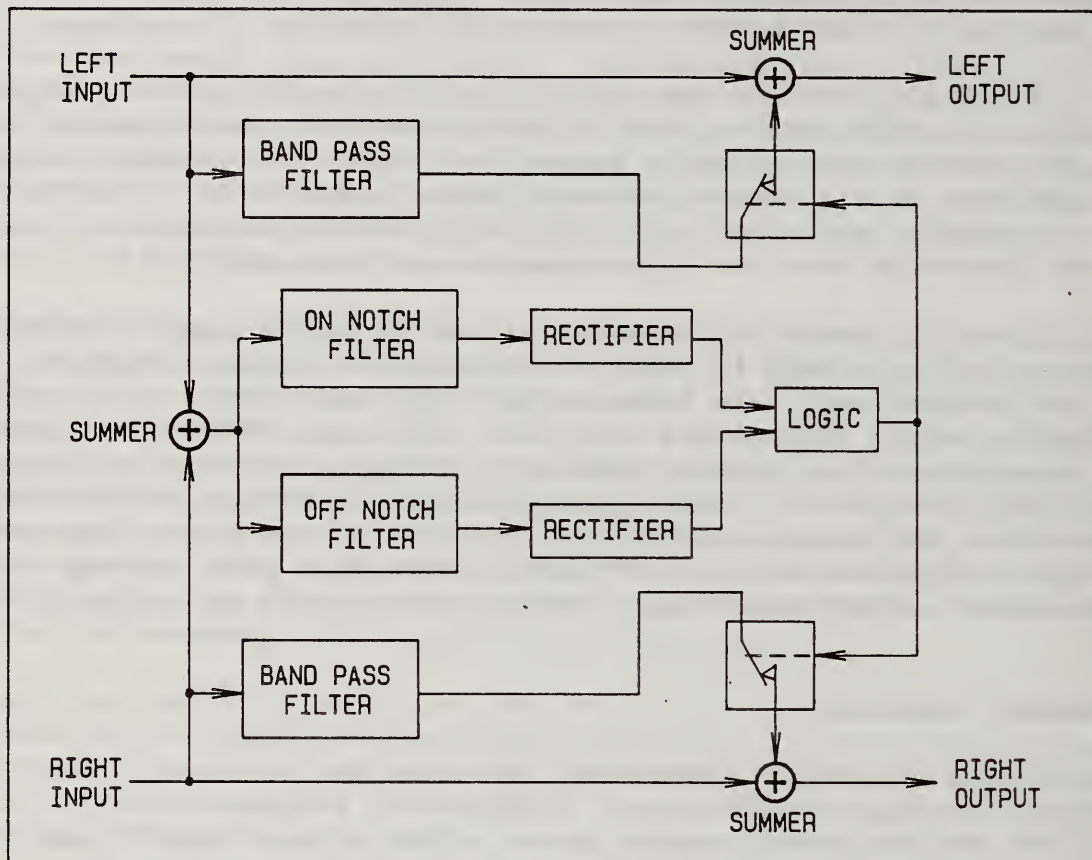 SUMMER
LEFT
INPUT
LEFT
OUTPUT
BAND PASS
FILTER
ON NOTCH
FILTER
RECTIFIER
SUMMER
LOGIC
OFF NOTCH
FILTER
RECTIFIER
BAND PASS
FILTER
RIGHT
INPUT
RIGHT
OUTPUT
SUMMER